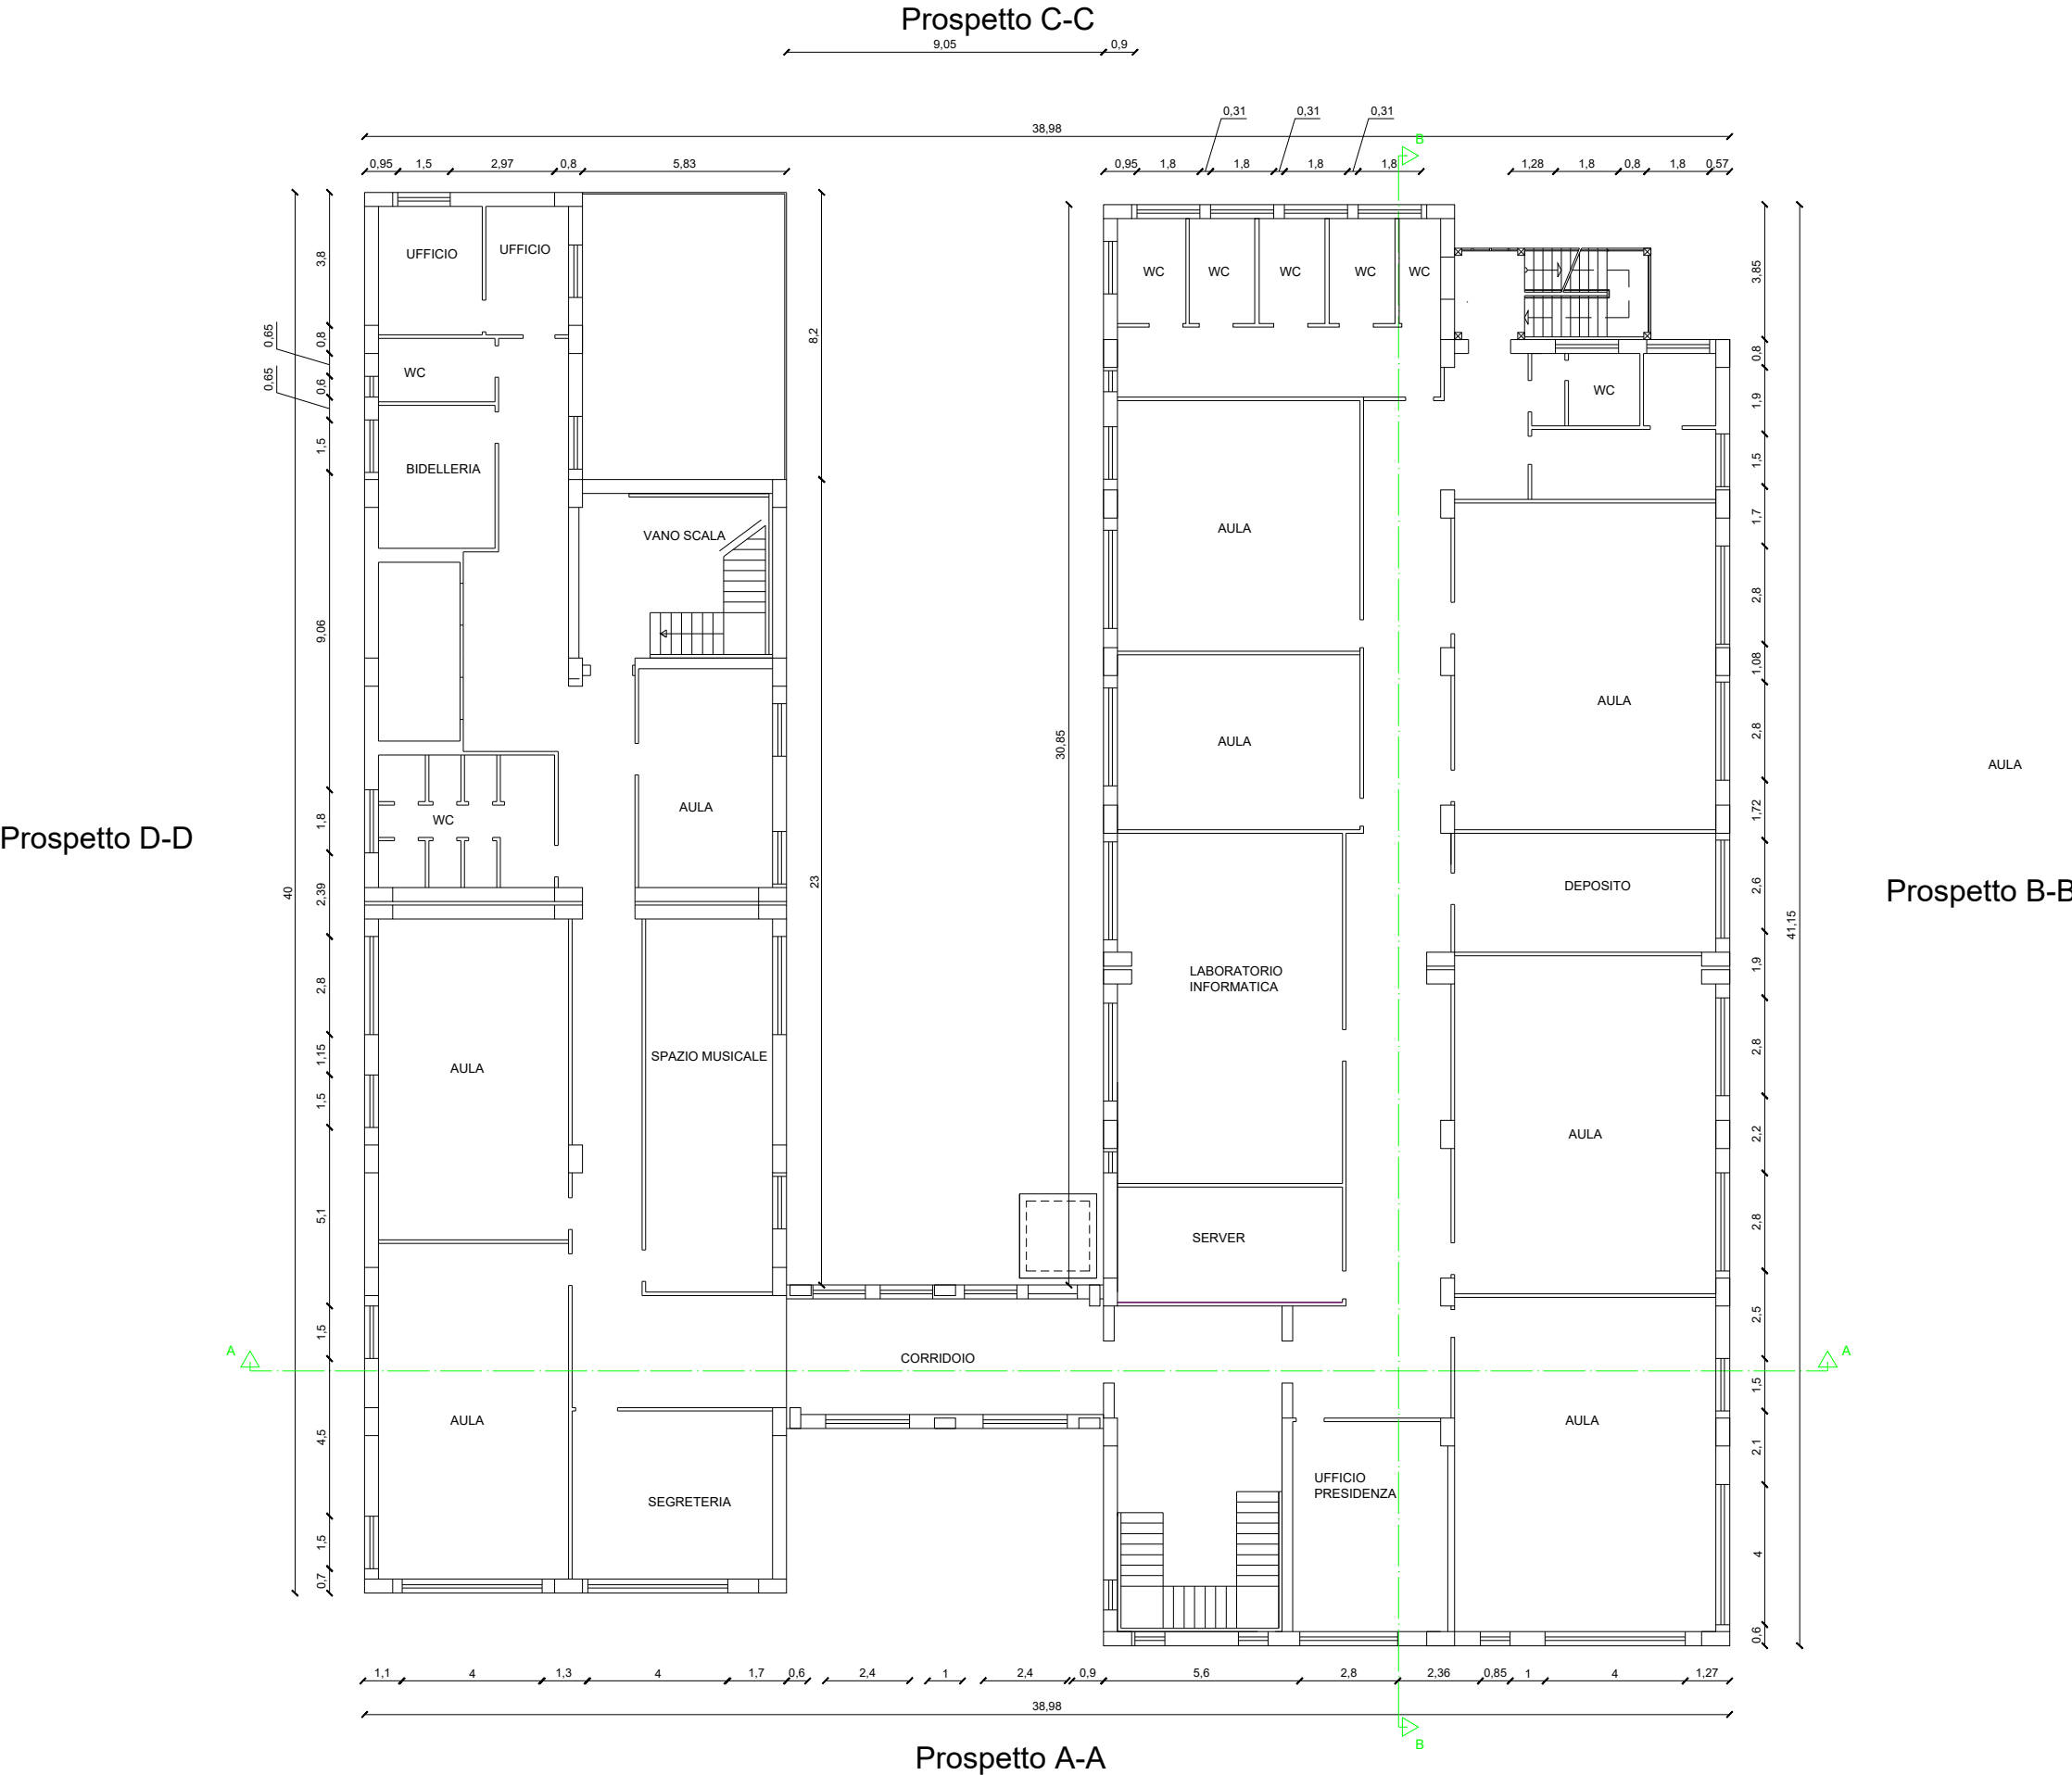 Prospetto C-C
9,05
0,9
0,31
0,31
0,31
38,98
B
0,95
1,5
2,97
0,8
5,83
0,95
1,8
1,8
1,8
1,8
1,28
1,8
0,8
1,8
0,57
3,8
0,8
0,65
0,6
0,65
1,5
9,06
1,8
2,39
2,8
1,15
1,5
5,1
1,5
4,5
1,5
0,7
40
8,2
23
30,85
UFFICIO
UFFICIO
WC
BIDELLERIA
VANO SCALA
WC
AULA
AULA
SPAZIO MUSICALE
AULA
SEGRETERIA
CORRIDOIO
WC
WC
WC
WC
WC
WC
AULA
AULA
AULA
DEPOSITO
LABORATORIO
INFORMATICA
AULA
SERVER
AULA
UFFICIO
PRESIDENZA
3,85
0,8
1,9
1,5
1,7
2,8
1,08
2,8
1,72
2,6
1,9
2,8
2,2
2,8
2,5
1,5
2,1
4
0,6
41,15
AULA
Prospetto D-D
Prospetto B-B
A
A
1,1
4
1,3
4
1,7
0,6
2,4
1
2,4
0,9
5,6
2,8
2,36
0,85
1
4
1,27
38,98
B
Prospetto A-A